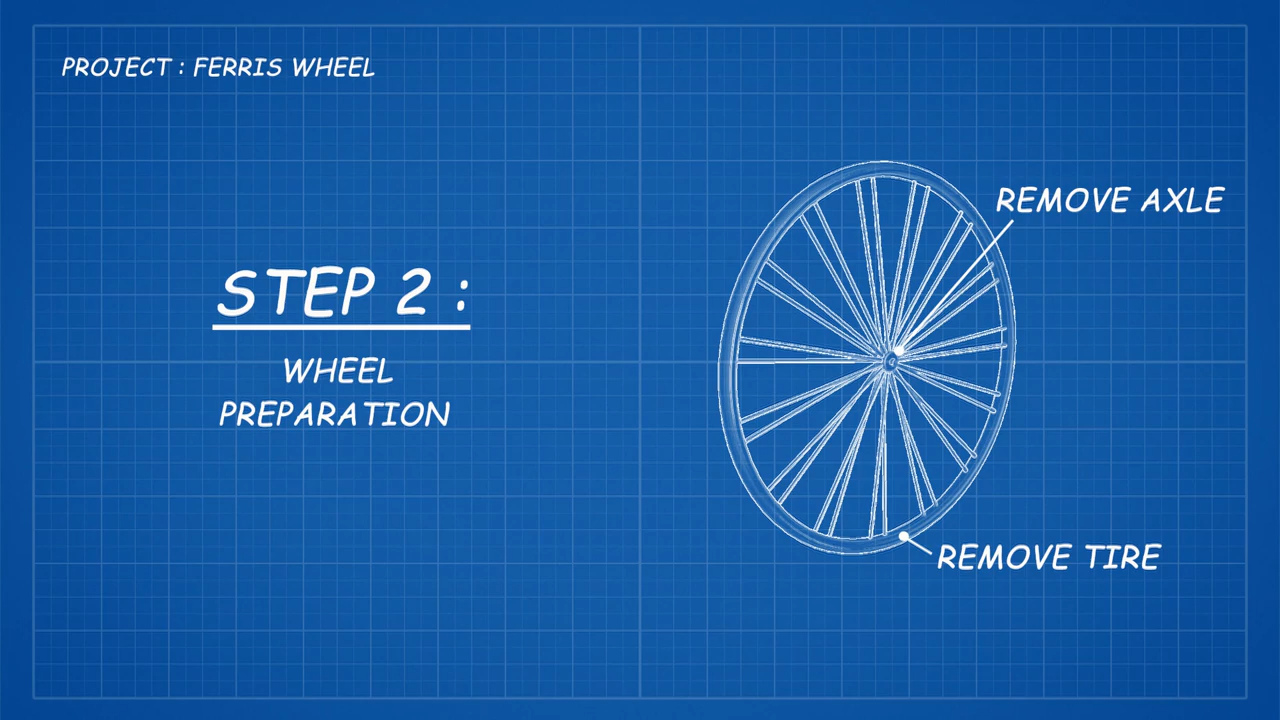 PROJECT : FERRIS WHEEL
STEP 2 :
WHEEL
PREPARATION
REMOVE AXLE
REMOVE TIRE